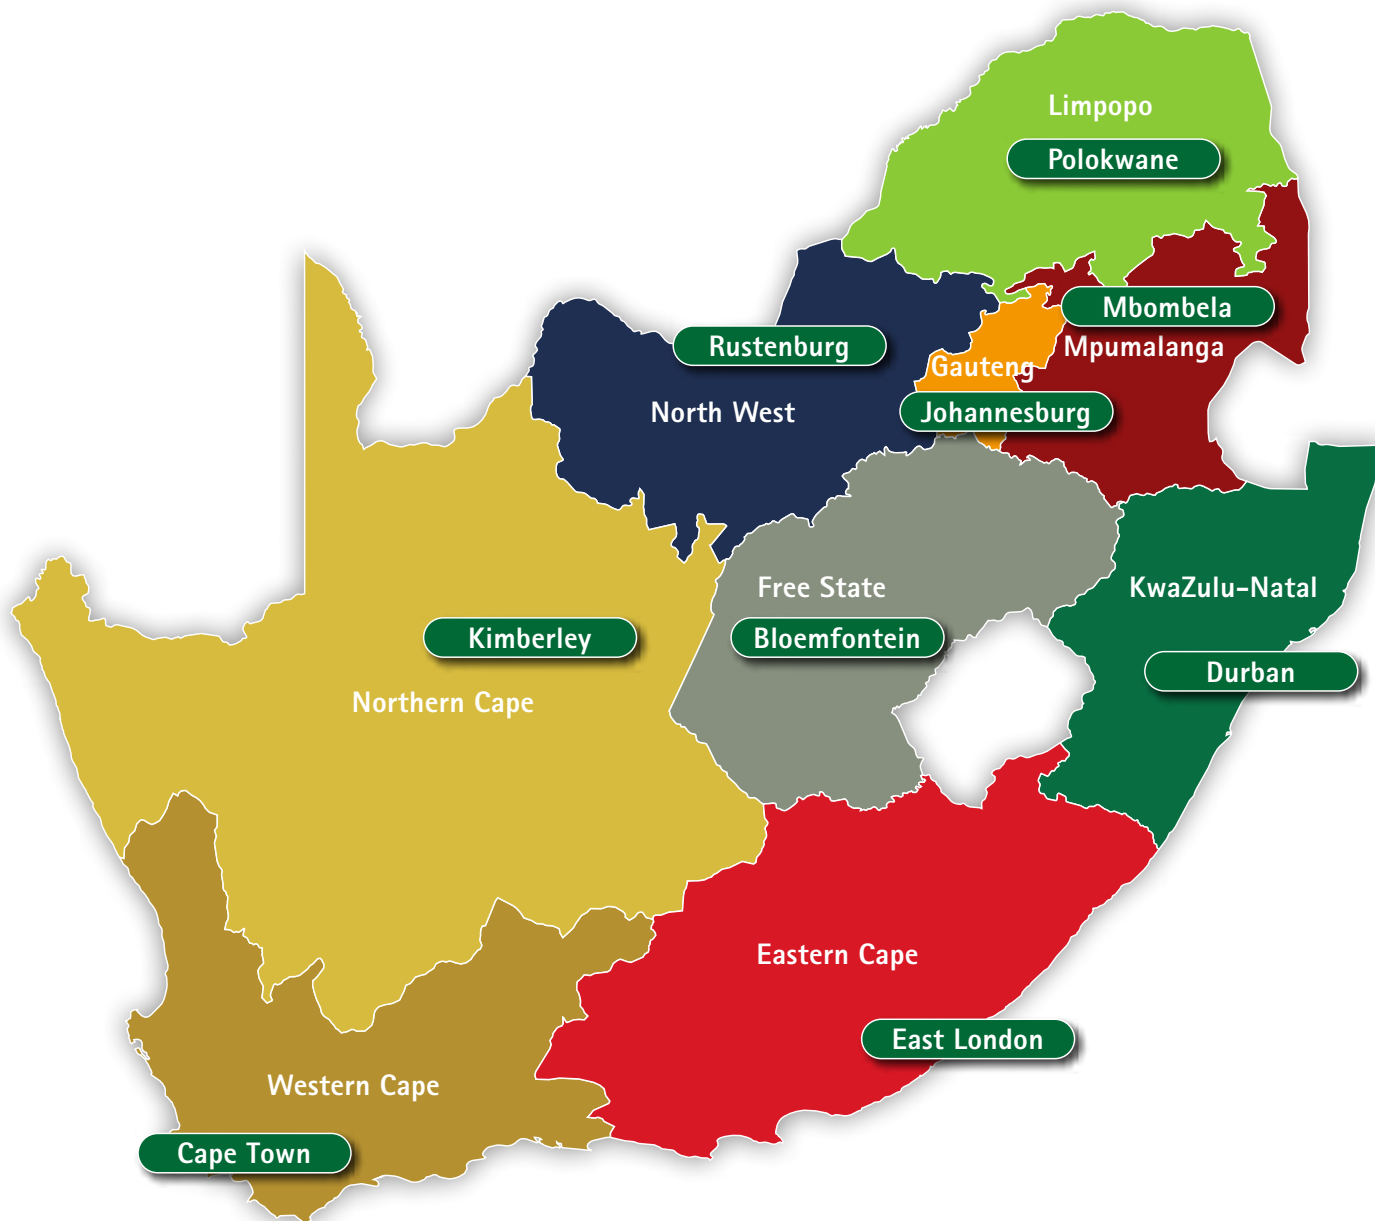 Limpopo
Polokwane
Mbombela
Mpumalanga
Rustenburg
Gauteng
North West
Johannesburg
Free State
KwaZulu-Natal
Kimberley
Bloemfontein
Durban
Northern Cape
Eastern Cape
East London
Western Cape
Cape Town